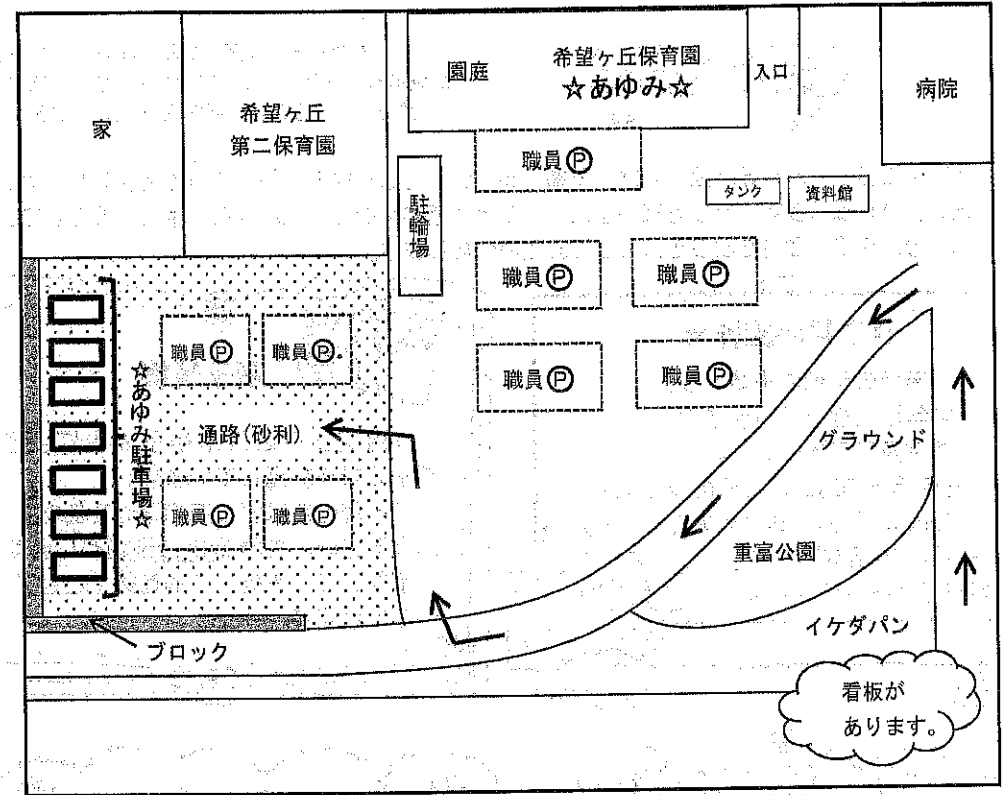 園庭
希望ヶ丘保育園
☆あゆみ☆
入口
病院
家
希望ヶ丘
第二保育園
職員Ⓟ
駐輪場
タンク
資料館
職員Ⓟ
職員Ⓟ
職員Ⓟ
職員Ⓟ
職員Ⓟ
職員Ⓟ
☆あゆみ駐車場☆
通路(砂利)
グラウンド
職員Ⓟ
職員Ⓟ
重富公園
イケダパン
ブロック
看板が
あります。